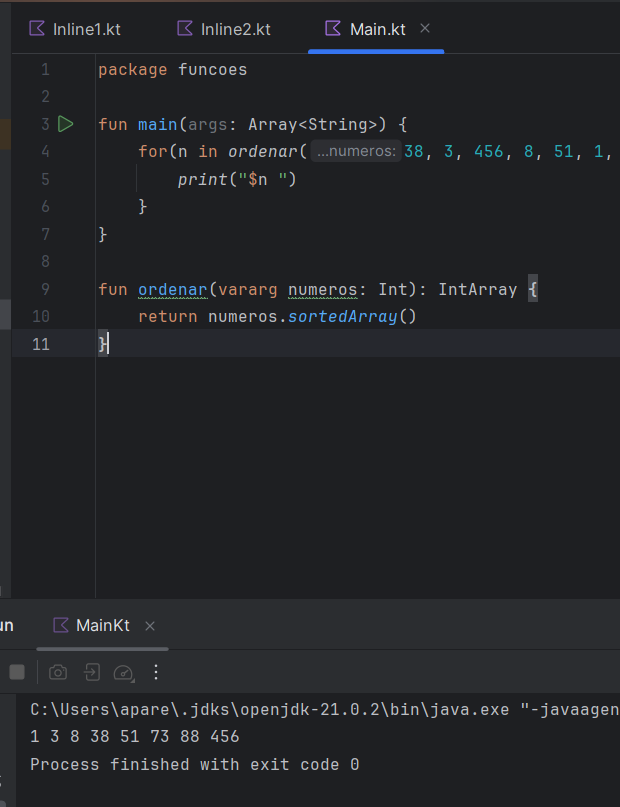 Inline1.kt Inline2.kt Main.kt
1 package funcoes
2
3 fun main(args: Array<String>) {
4 for(n in ordenar( ...numeros: 38, 3, 456, 8, 51, 1,
5 print("$n ")
6 }
7 }
8
9 fun ordenar(vararg numeros: Int): IntArray {
10 return numeros.sortedArray()
11 }
un MainKt
C:\Users\apare\.jdks\openjdk-21.0.2\bin\java.exe "-javaagen
1 3 8 38 51 73 88 456
Process finished with exit code 0